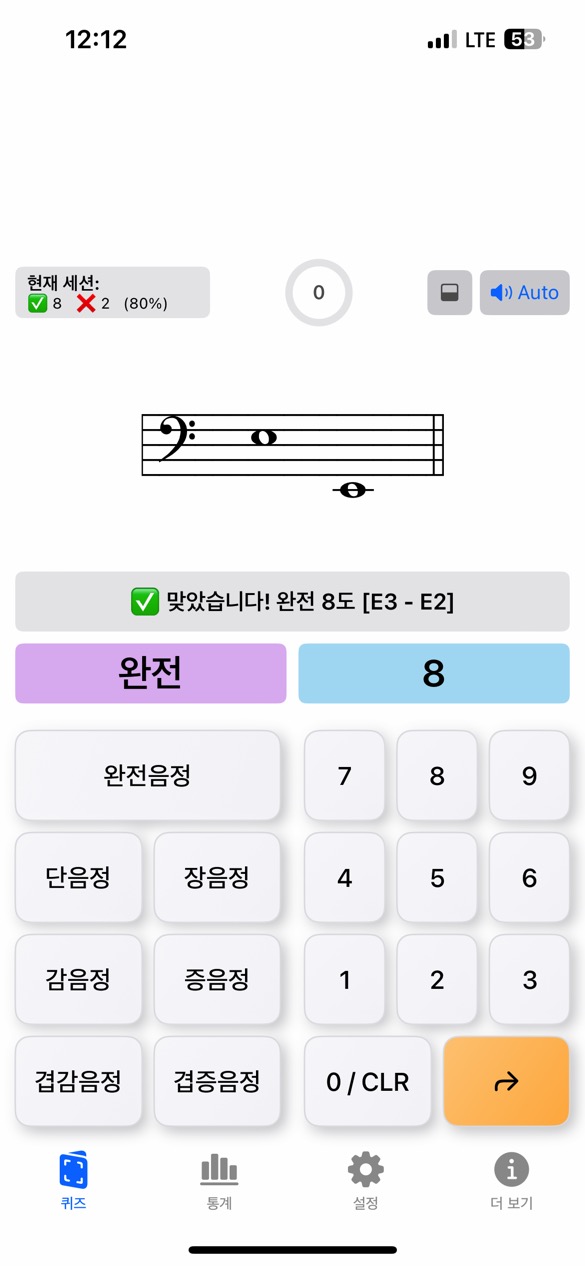 12:12
LTE 53
현재 세션:
✅ 8 ❌ 2 (80%)
0
Auto
✅ 맞았습니다! 완전 8도 [E3 - E2]
완전 8
완전음정 7 8 9
단음정 장음정 4 5 6
감음정 증음정 1 2 3
겹감음정 겹증음정 0 / CLR
퀴즈 통계 설정 더 보기